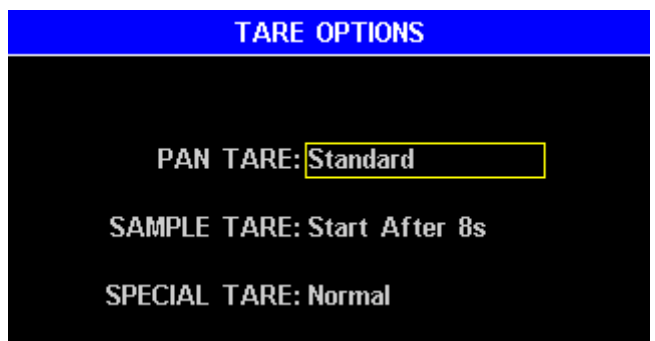 TARE OPTIONS
PAN TARE: Standard
SAMPLE TARE: Start After 8s
SPECIAL TARE: Normal